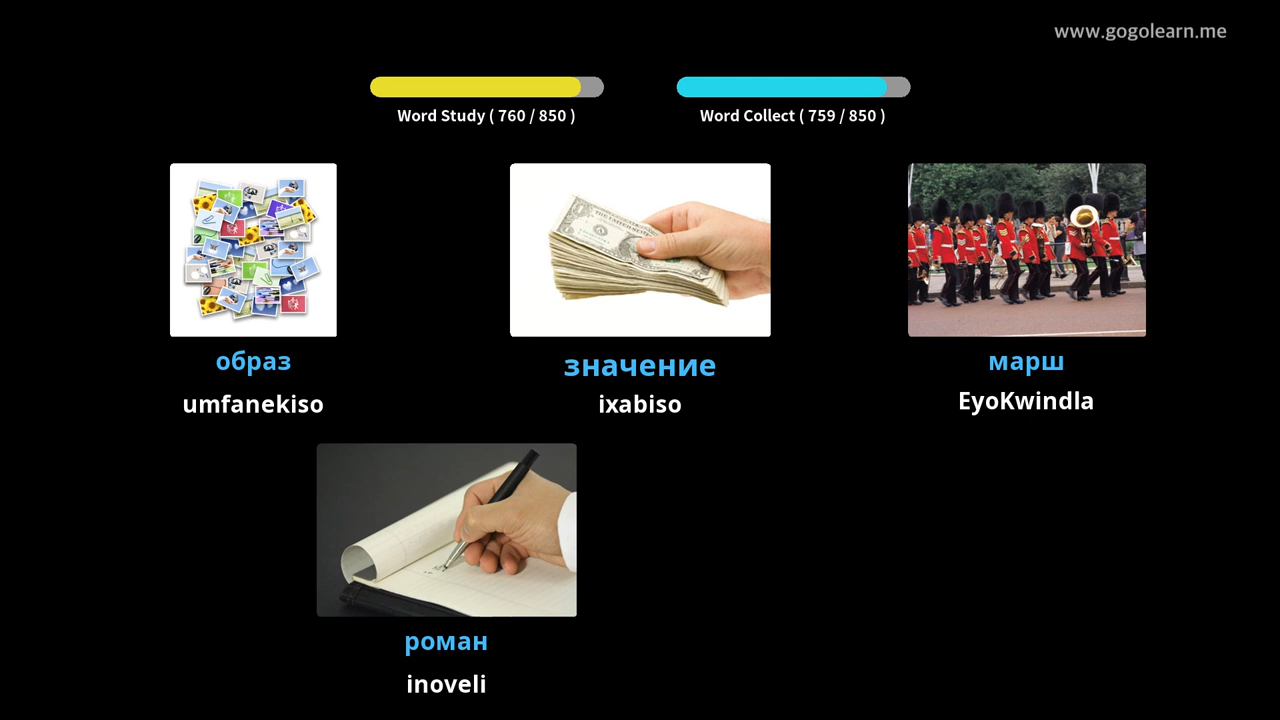 www.gogolearn.me
Word Study ( 760 / 850 )
Word Collect ( 759 / 850 )
образ
umfanekiso
значение
ixabiso
марш
EyoKwindla
роман
inoveli